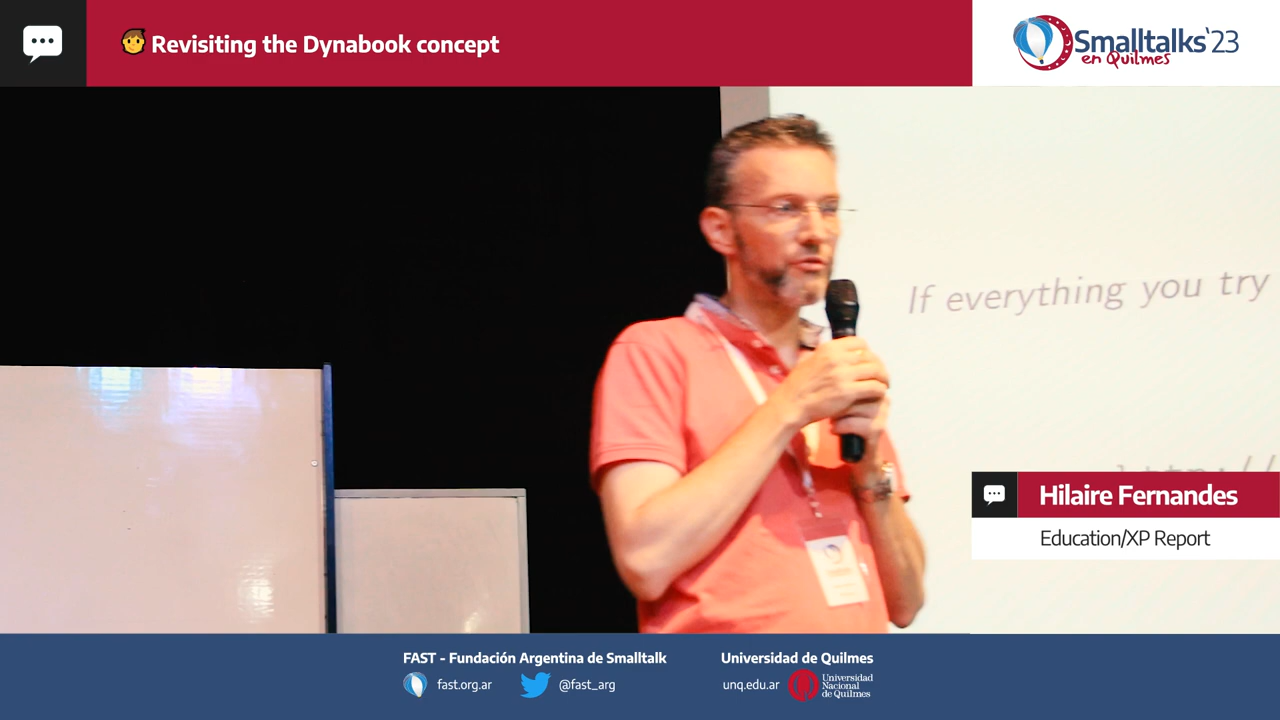 Revisiting the Dynabook concept
Smalltalks'23
en Quilmes
If everything you try
http://
Hilaire Fernandes
Education/XP Report
FAST - Fundación Argentina de Smalltalk
fast.org.ar
@fast_arg
Universidad de Quilmes
unq.edu.ar
Universidad
Nacional
de Quilmes